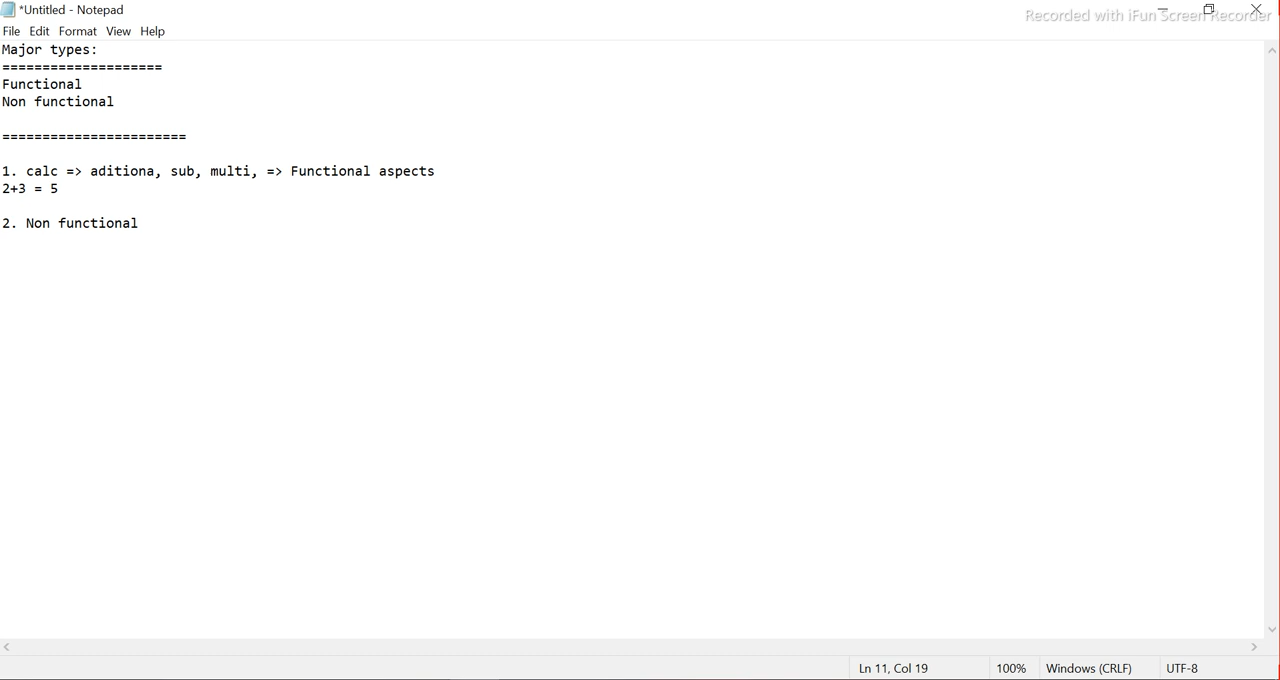 *Untitled - Notepad
Recorded with iFun Screen Recorder
File Edit Format View Help
Major types:
====================
Functional
Non functional
=======================
1. calc => aditiona, sub, multi, => Functional aspects
2+3 = 5
2. Non functional
Ln 11, Col 19 100% Windows (CRLF) UTF-8